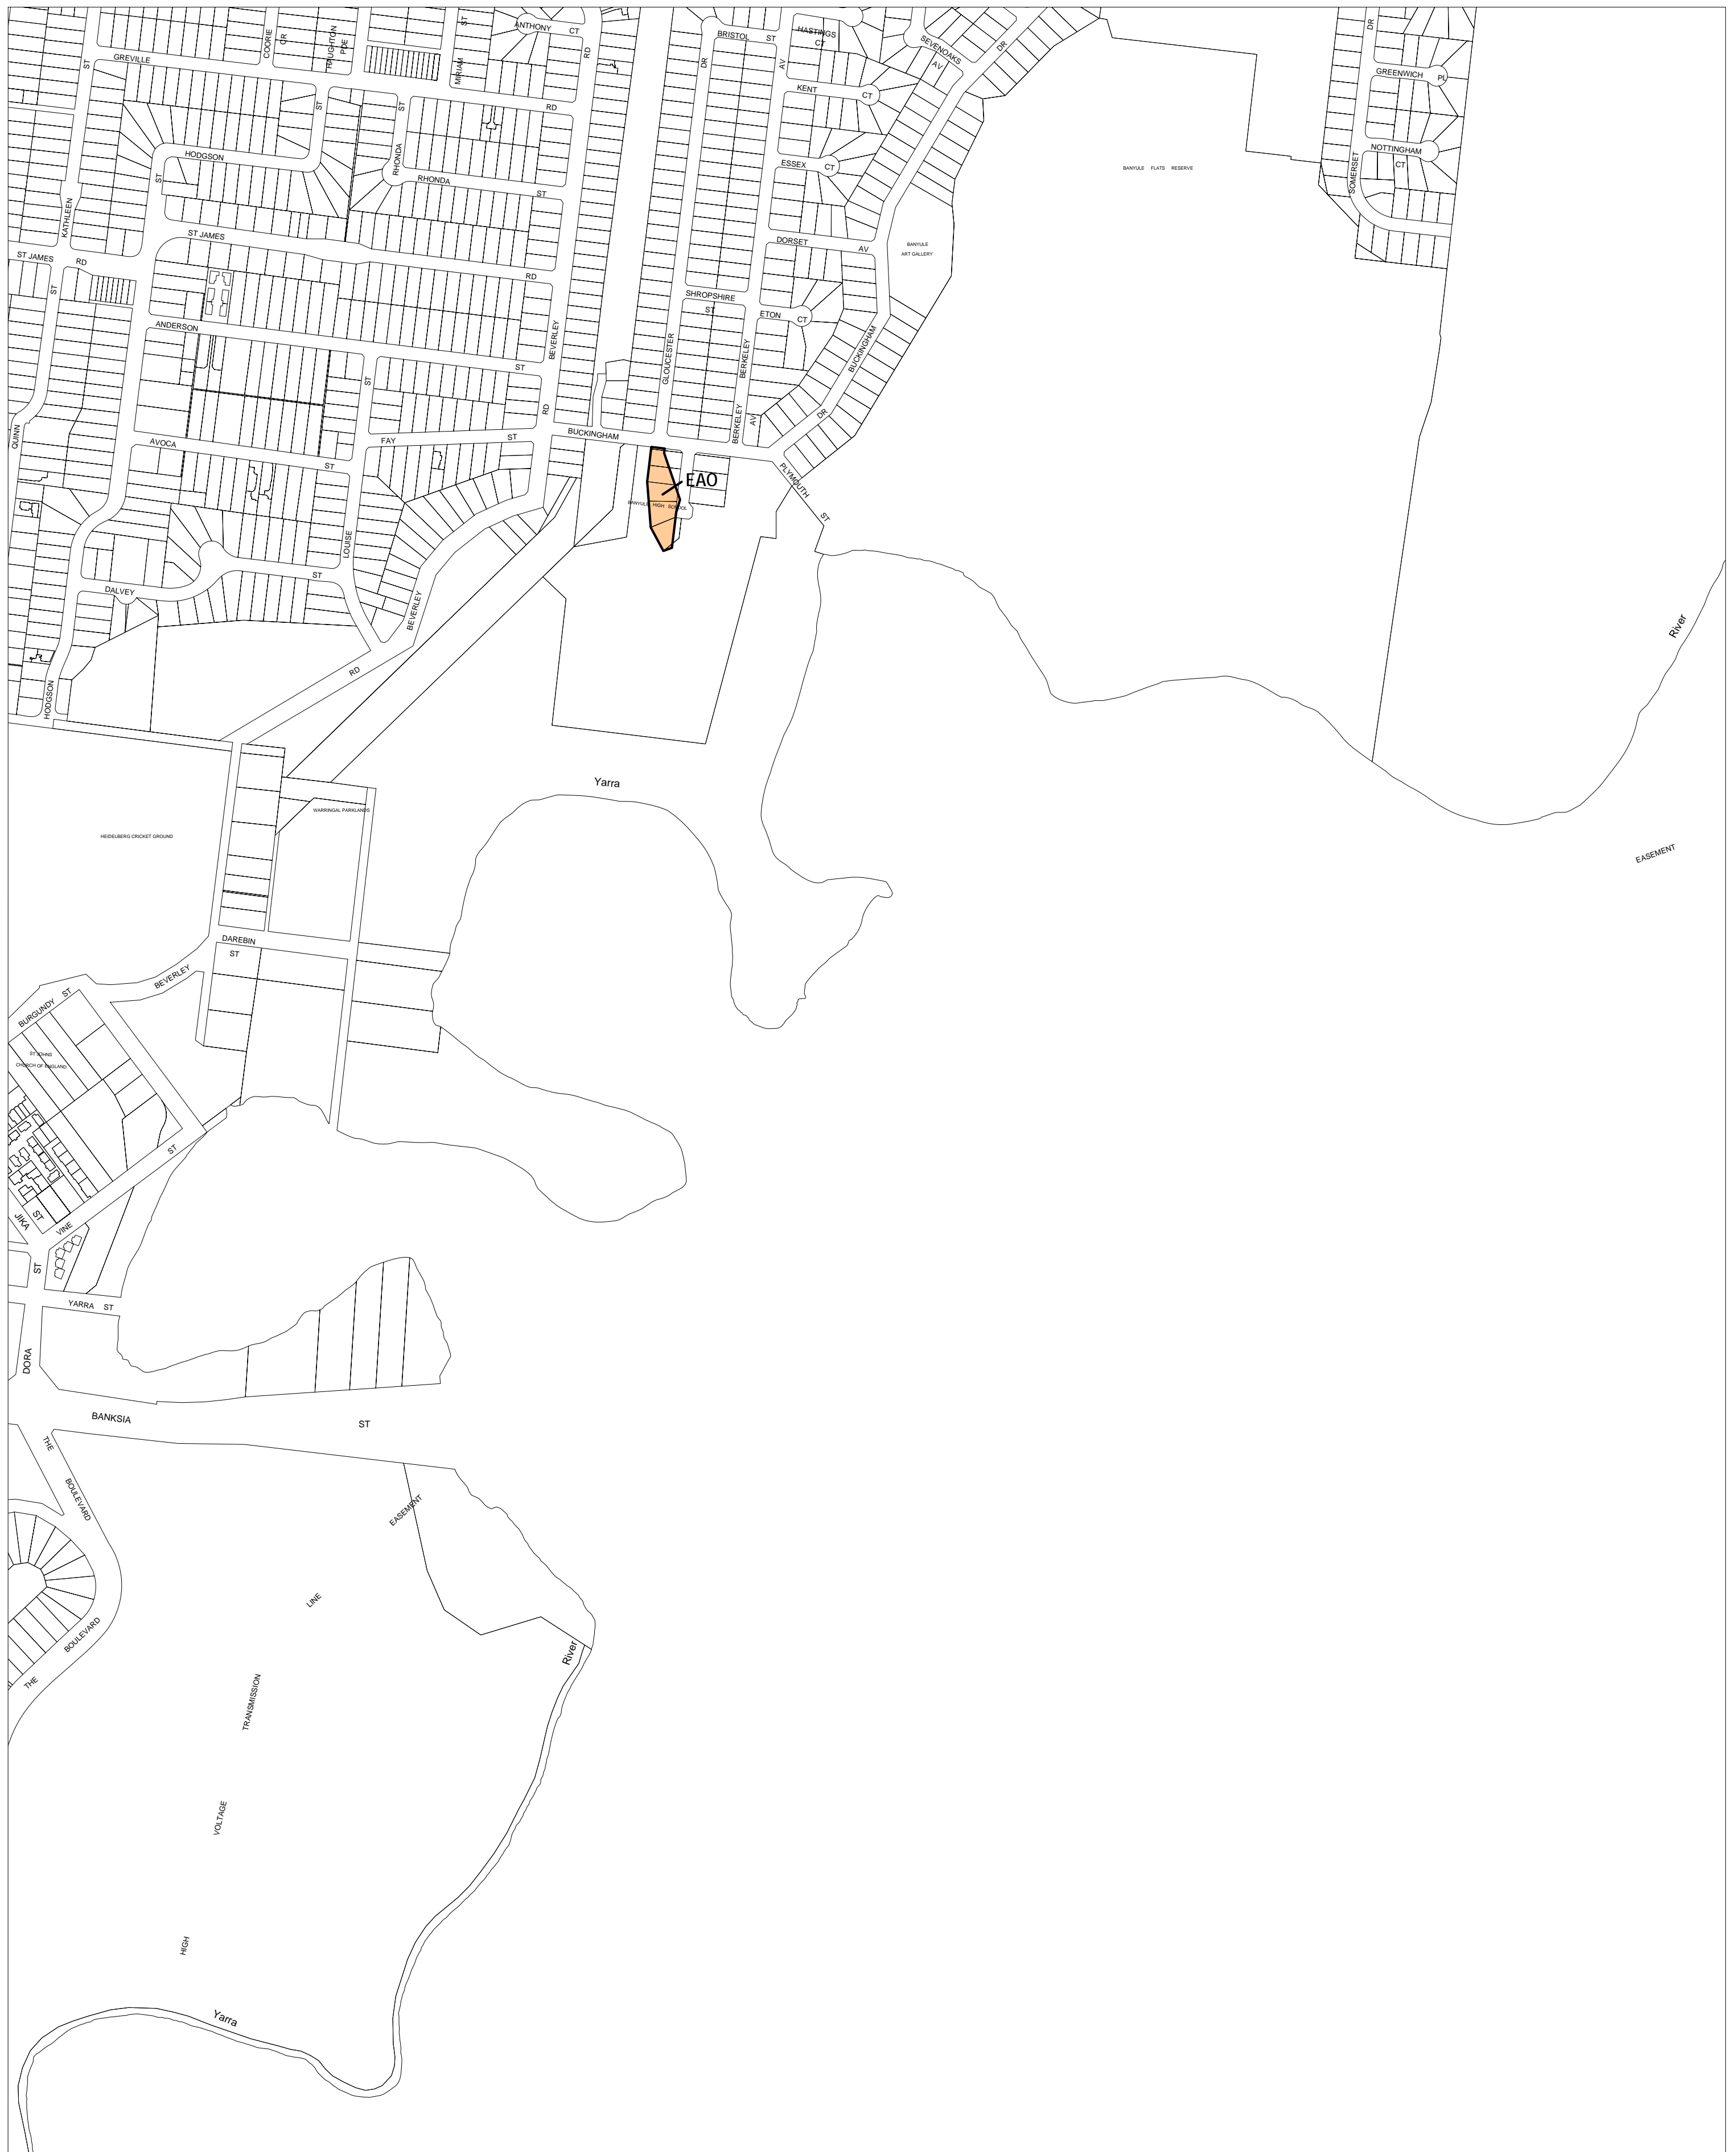 ANTHONY CT
ST
RD
COORIE
CR
HAUGHTON
PDE
MIRIAM
GREVILLE
ST
DR
BRISTOL ST
HASTINGS
CT
AV
SEVENOAKS
AV
DR
DR
GREENWICH PL
KENT CT
RD
ST
ST
RHONDA
HODGSON
ST
RHONDA
ST
ESSEX CT
BANYULE FLATS RESERVE
NOTTINGHAM
CT
SOMERSET
KATHLEEN
ST JAMES
ST JAMES
RD
RD
ST
DORSET AV
BANYULE
ART GALLERY
SHROPSHIRE
ST
ETON CT
ANDERSON
ST
ST
BEVERLEY
RD
GLOUCESTER
BERKELEY
BERKELEY
AV
BUCKINGHAM
DR
QUINN
AVOCA
ST
FAY
ST
BUCKINGHAM
PLYMOUTH
ST
EAO
BANYULE HIGH SCHOOL
LOUISE
ST
DALVEY
BEVERLEY
RD
HODGSON
River
Yarra
WARRINGAL PARKLANDS
HEIDELBERG CRICKET GROUND
EASEMENT
DAREBIN
ST
BEVERLEY
BURGUNDY ST
ST JOHNS
CHURCH OF ENGLAND
ST
JIKA
ST
VINE
ST
YARRA ST
DORA
BANKSIA
ST
THE
BOULEVARD
EASEMENT
LINE
BOULEVARD
THE
River
TRANSMISSION
VOLTAGE
HIGH
Yarra